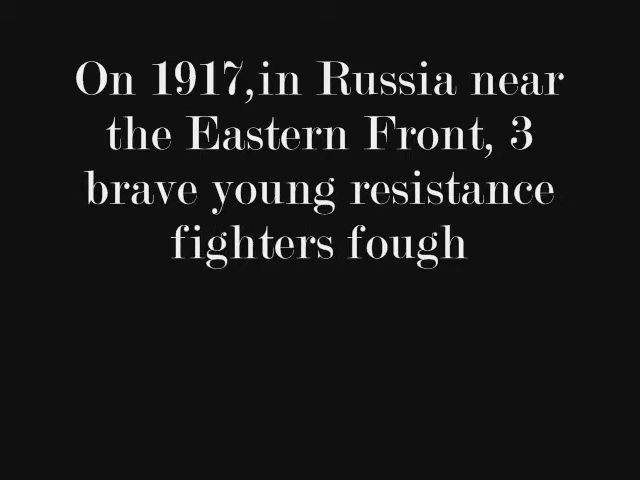 On 1917,in Russia near
the Eastern Front, 3
brave young resistance
fighters fough